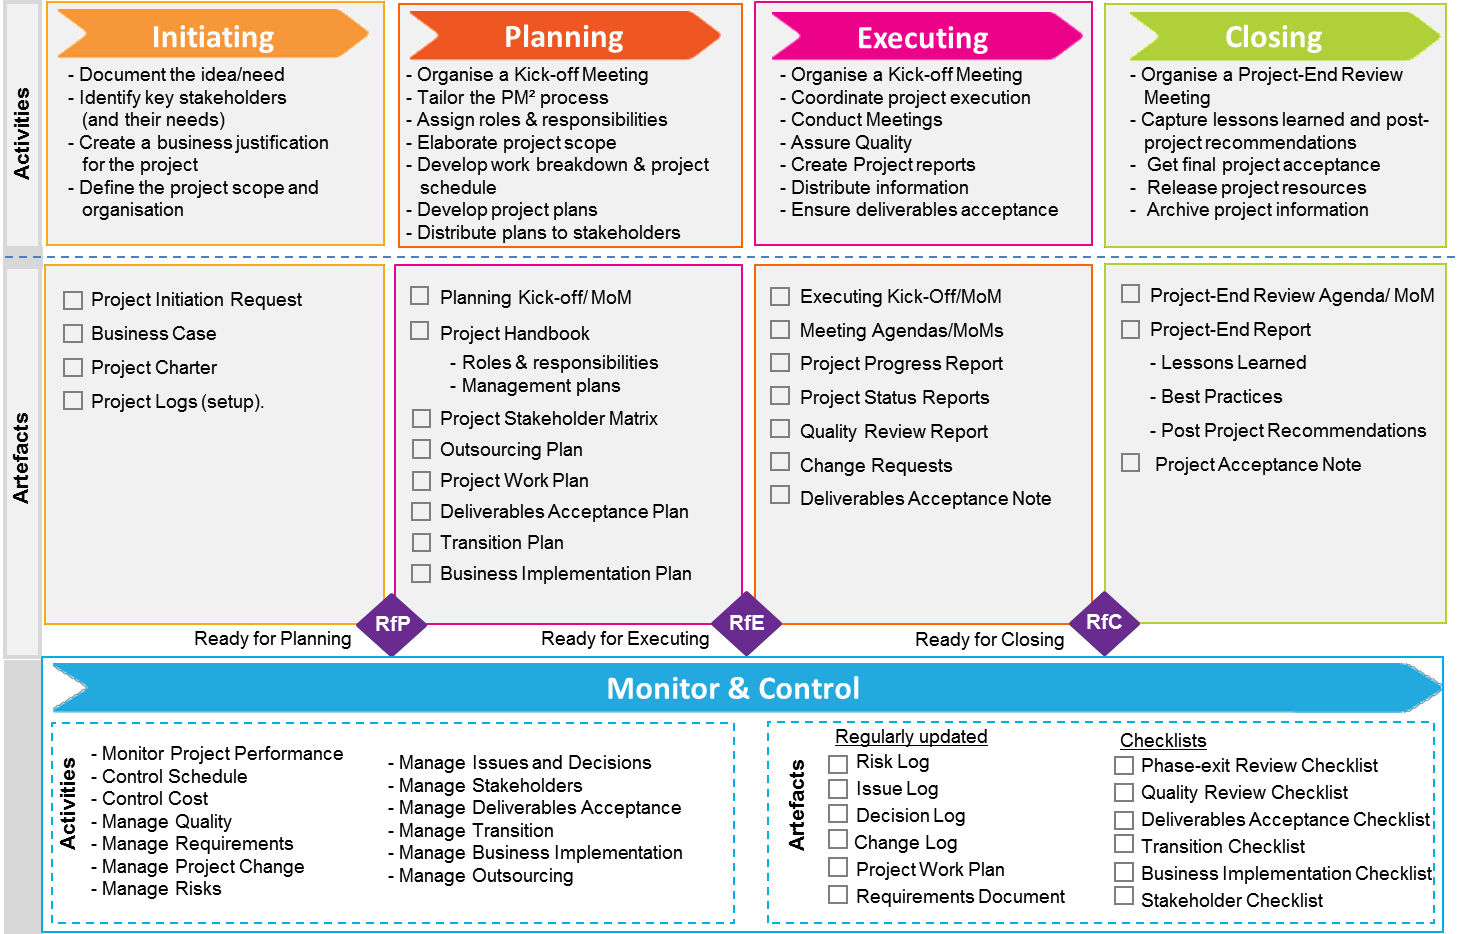 Initiating
Planning
Executing
Closing
Activities
- Document the idea/need
- Identify key stakeholders
(and their needs)
- Create a business justification
for the project
- Define the project scope and
organisation
- Organise a Kick-off Meeting
- Tailor the PM² process
- Assign roles & responsibilities
- Elaborate project scope
- Develop work breakdown & project
schedule
- Develop project plans
- Distribute plans to stakeholders
- Organise a Kick-off Meeting
- Coordinate project execution
- Conduct Meetings
- Assure Quality
- Create Project reports
- Distribute information
- Ensure deliverables acceptance
- Organise a Project-End Review
Meeting
- Capture lessons learned and post-
project recommendations
- Get final project acceptance
- Release project resources
- Archive project information
Artefacts
Project Initiation Request
Business Case
Project Charter
Project Logs (setup).
Planning Kick-off/ MoM
Project Handbook
- Roles & responsibilities
- Management plans
Project Stakeholder Matrix
Outsourcing Plan
Project Work Plan
Deliverables Acceptance Plan
Transition Plan
Business Implementation Plan
Executing Kick-Off/MoM
Meeting Agendas/MoMs
Project Progress Report
Project Status Reports
Quality Review Report
Change Requests
Deliverables Acceptance Note
Project-End Review Agenda/ MoM
Project-End Report
- Lessons Learned
- Best Practices
- Post Project Recommendations
Project Acceptance Note
Ready for Planning
RfP
Ready for Executing
RfE
Ready for Closing
RfC
Monitor & Control
Activities
- Monitor Project Performance
- Control Schedule
- Control Cost
- Manage Quality
- Manage Requirements
- Manage Project Change
- Manage Risks
- Manage Issues and Decisions
- Manage Stakeholders
- Manage Deliverables Acceptance
- Manage Transition
- Manage Business Implementation
- Manage Outsourcing
Artefacts
Regularly updated
Risk Log
Issue Log
Decision Log
Change Log
Project Work Plan
Requirements Document
Checklists
Phase-exit Review Checklist
Quality Review Checklist
Deliverables Acceptance Checklist
Transition Checklist
Business Implementation Checklist
Stakeholder Checklist